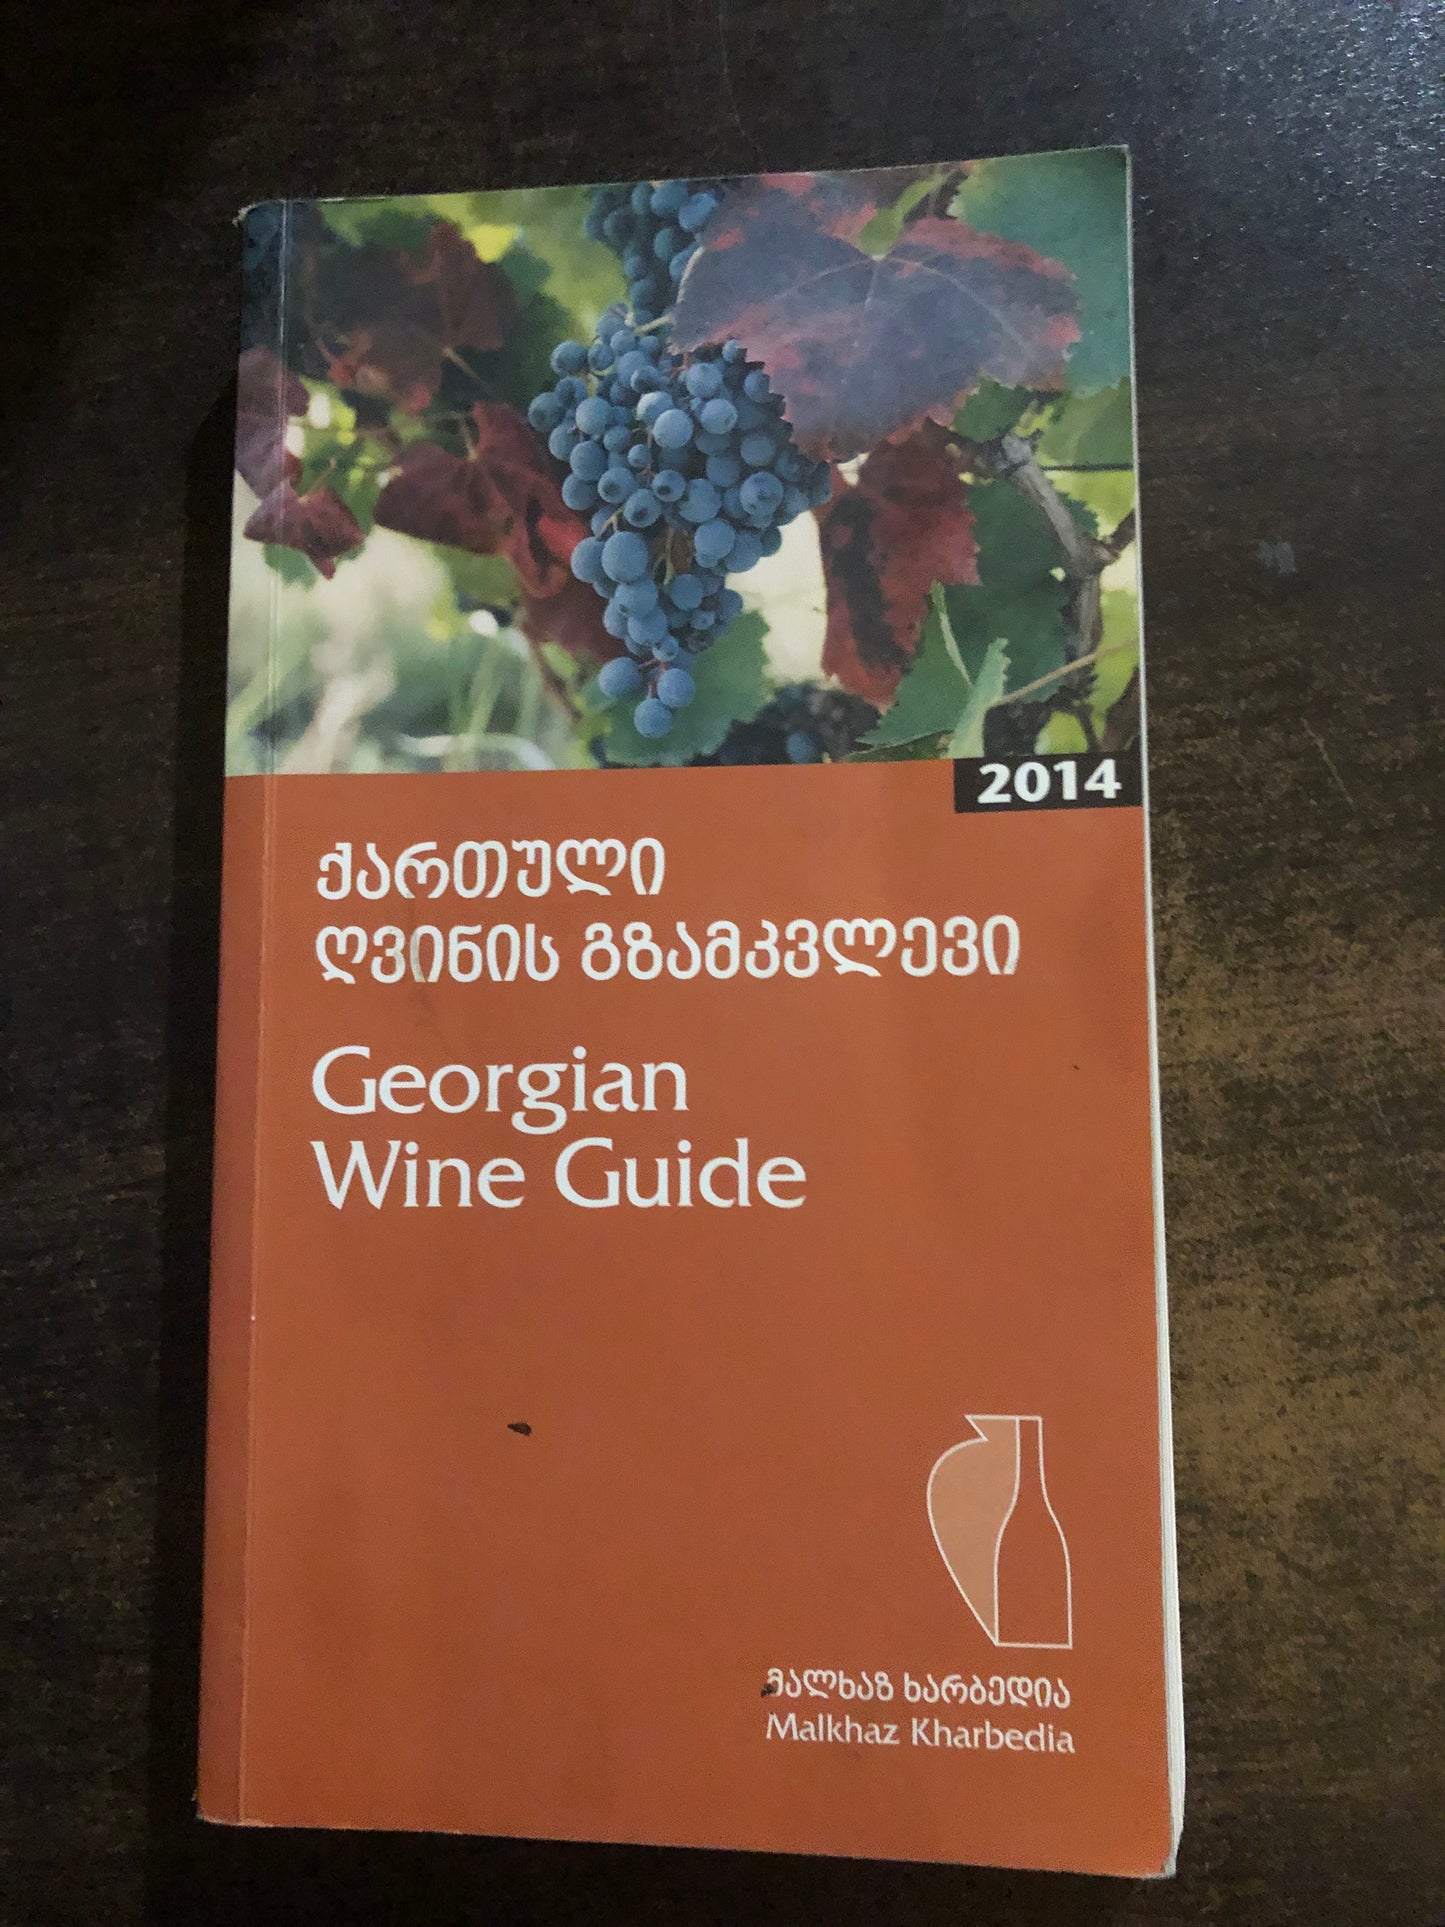 2014
ქართული
ღვინის გზამკვლევი
Georgian
Wine Guide
მალხაზ ხარბედია
Malkhaz Kharbedia